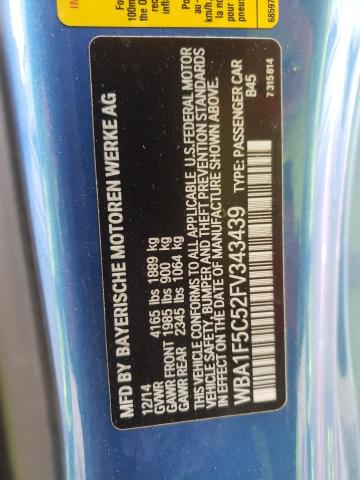 MFD BY BAYERISCHE MOTOREN WERKE AG
12/14
GVWR 4165 lbs 1889 kg
GAWR FRONT 1985 lbs 900 kg
GAWR REAR 2345 lbs 1064 kg
THIS VEHICLE CONFORMS TO ALL APPLICABLE U.S.FEDERAL MOTOR
VEHICLE SAFETY, BUMPER AND THEFT PREVENTION STANDARDS
IN EFFECT ON THE DATE OF MANUFACTURE SHOWN ABOVE.
WBA1F5C52FV343439 TYPE: PASSENGER CAR
B45
7315814